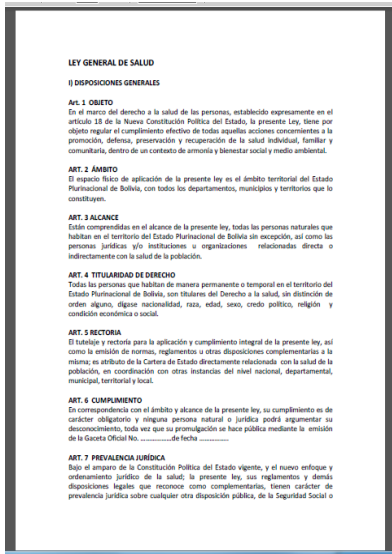 LEY GENERAL DE SALUD
I) DISPOSICIONES GENERALES
Art. 1 OBJETO
En el marco del derecho a la salud de las personas, establecido expresamente en el
artículo 18 de la Nueva Constitución Política del Estado, la presente Ley, tiene por
objeto regular el cumplimiento efectivo de todas aquellas acciones concernientes a la
promoción, defensa, preservación y recuperación de la salud individual, familiar y
comunitaria, dentro de un contexto de armonía y bienestar social y medio ambiental.
ART. 2 ÁMBITO
El espacio físico de aplicación de la presente ley es el ámbito territorial del Estado
Plurinacional de Bolivia, con todos los departamentos, municipios y territorios que lo
constituyen.
ART. 3 ALCANCE
Están comprendidas en el alcance de la presente ley, todas las personas naturales que
habitan en el territorio del Estado Plurinacional de Bolivia sin excepción, así como las
personas jurídicas y/o instituciones u organizaciones relacionadas directa o
indirectamente con la salud de la población.
ART. 4 TITULARIDAD DE DERECHO
Todas las personas que habitan de manera permanente o temporal en el territorio del
Estado Plurinacional de Bolivia, son titulares del Derecho a la salud, sin distinción de
orden alguno, dígase nacionalidad, raza, edad, sexo, credo político, religión y
condición económica o social.
ART. 5 RECTORIA
El tutelaje y rectoría para la aplicación y cumplimiento integral de la presente ley, así
como la emisión de normas, reglamentos u otras disposiciones complementarias a la
misma; es atributo de la Cartera de Estado directamente relacionada con la salud de la
población, en coordinación con otras instancias del nivel nacional, departamental,
municipal, territorial y local.
ART. 6 CUMPLIMIENTO
En correspondencia con el ámbito y alcance de la presente ley, su cumplimiento es de
carácter obligatorio y ninguna persona natural o jurídica podrá argumentar su
desconocimiento, toda vez que su promulgación se hace pública mediante la emisión
de la Gaceta Oficial No. ................de fecha ...............
ART. 7 PREVALENCIA JURÍDICA
Bajo el amparo de la Constitución Política del Estado vigente, y el nuevo enfoque y
ordenamiento jurídico de la salud; la presente ley, sus reglamentos y demás
disposiciones legales que reconoce como complementarias, tienen carácter de
prevalencia jurídica sobre cualquier otra disposición pública, de la Seguridad Social o